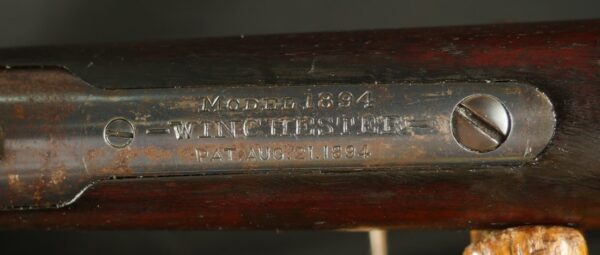 MODEL 1894
-WINCHESTER-
PAT. AUG. 21. 1894